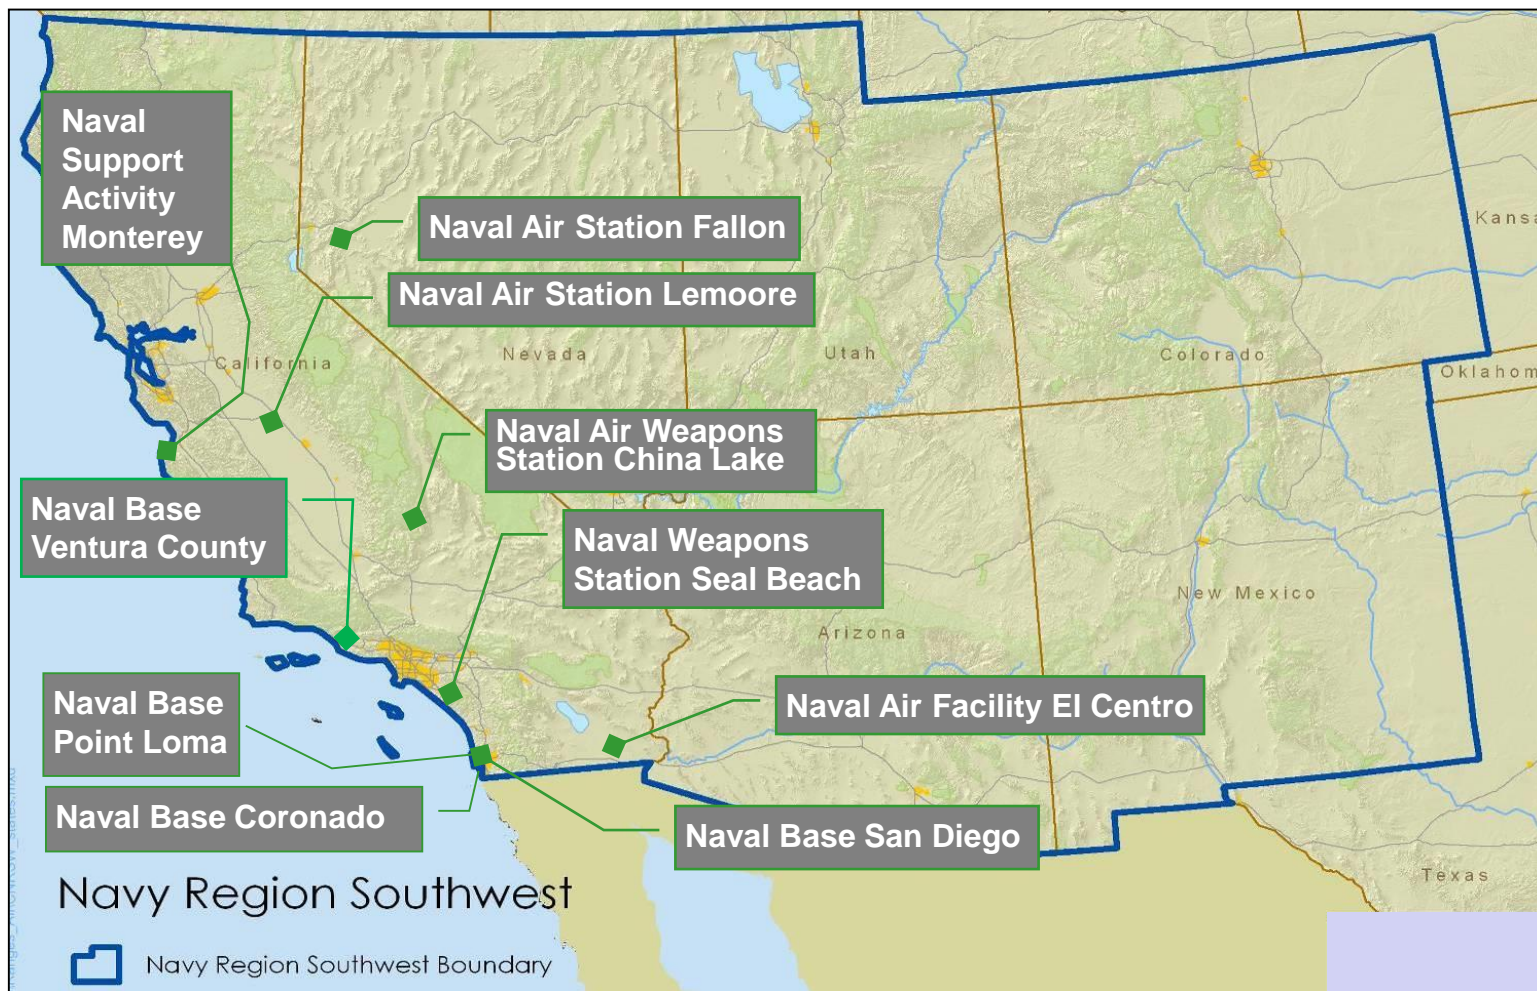 Naval
Support
Activity
Monterey
Naval Air Station Fallon
Kansa
Naval Air Station Lemoore
California
Nevada
Utah
Colorado
Oklahom
Naval Air Weapons
Station China Lake
Naval Base
Ventura County
Naval Weapons
Station Seal Beach
New Mexico
Arizona
Naval Base
Point Loma
Naval Air Facility El Centro
Naval Base Coronado
Naval Base San Diego
Texas
Navy Region Southwest
Navy Region Southwest Boundary